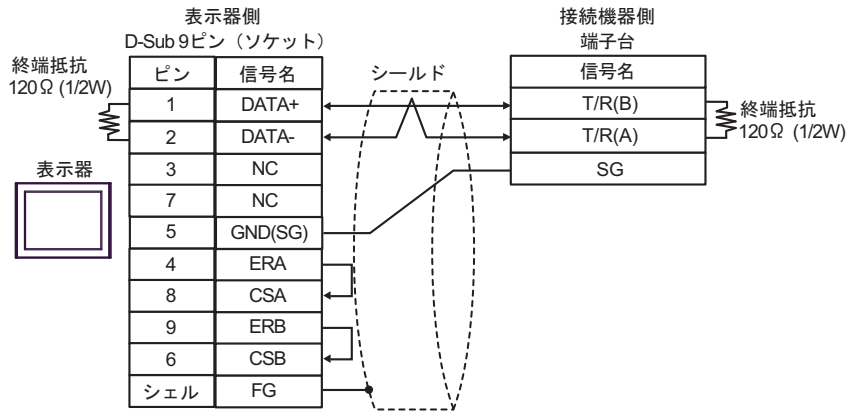 表示器側
D-Sub 9ピン（ソケット）
接続機器側
端子台
終端抵抗
120Ω (1/2W)
ピン 信号名
シールド
信号名
1 DATA+
T/R(B)
終端抵抗
120Ω (1/2W)
2 DATA-
T/R(A)
表示器
3 NC
SG
7 NC
5 GND(SG)
4 ERA
8 CSA
9 ERB
6 CSB
シェル FG